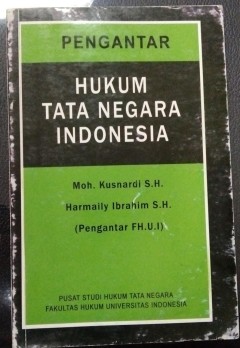 PENGANTAR
HUKUM
TATA NEGARA
INDONESIA
Moh. Kusnardi S.H.
Harmaily Ibrahim S.H.
(Pengantar FH.U.I)
PUSAT STUDI HUKUM TATA NEGARA
FAKULTAS HUKUM UNIVERSITAS INDONESIA